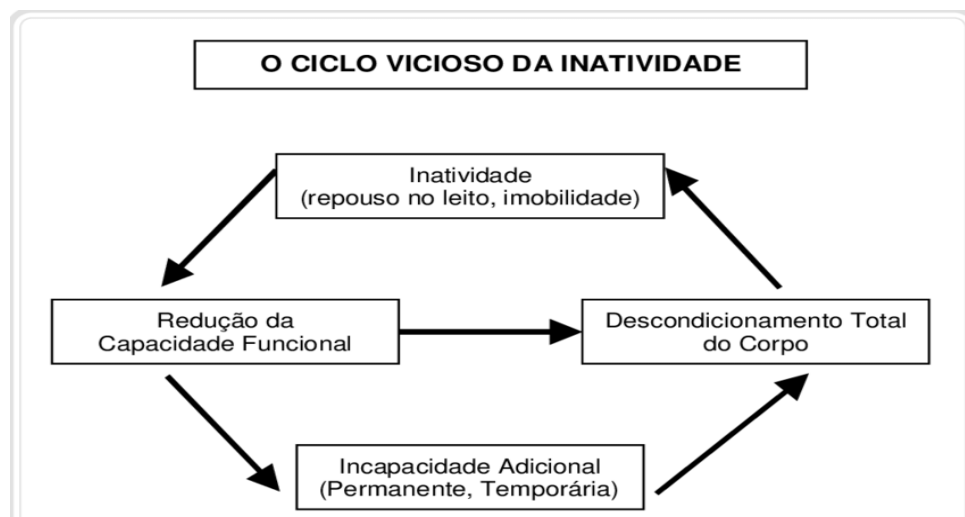 O CICLO VICIOSO DA INATIVIDADE
Inatividade
(repouso no leito, imobilidade)
Redução da
Capacidade Funcional
Descondicionamento Total
do Corpo
Incapacidade Adicional
(Permanente, Temporária)